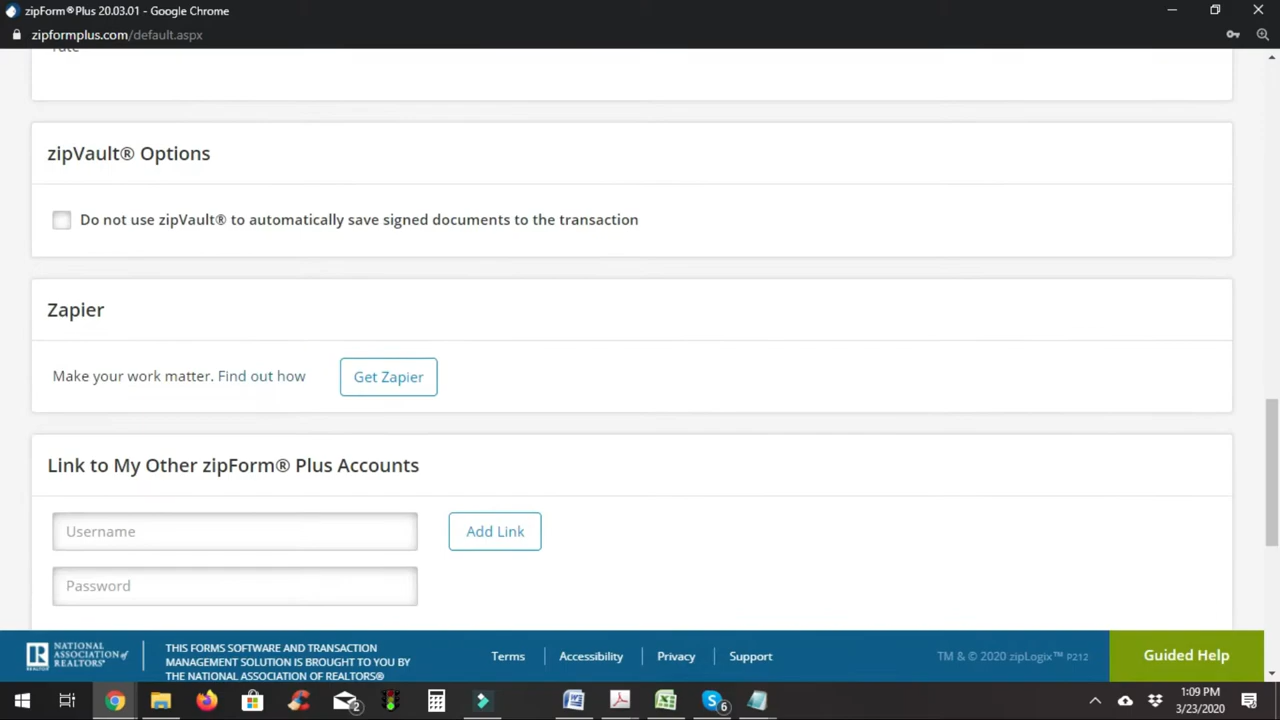 zipForm®Plus 20.03.01 - Google Chrome
zipformplus.com/default.aspx
rate
zipVault® Options
Do not use zipVault® to automatically save signed documents to the transaction
Zapier
Make your work matter. Find out how
Get Zapier
Link to My Other zipForm® Plus Accounts
Username
Add Link
Password
NATIONAL
ASSOCIATION of
REALTORS®
THIS FORMS SOFTWARE AND TRANSACTION
MANAGEMENT SOLUTION IS BROUGHT TO YOU BY
THE NATIONAL ASSOCIATION OF REALTORS®
Terms
Accessibility
Privacy
Support
TM & © 2020 zipLogix™ P212
Guided Help
2
6
1:09 PM
3/23/2020